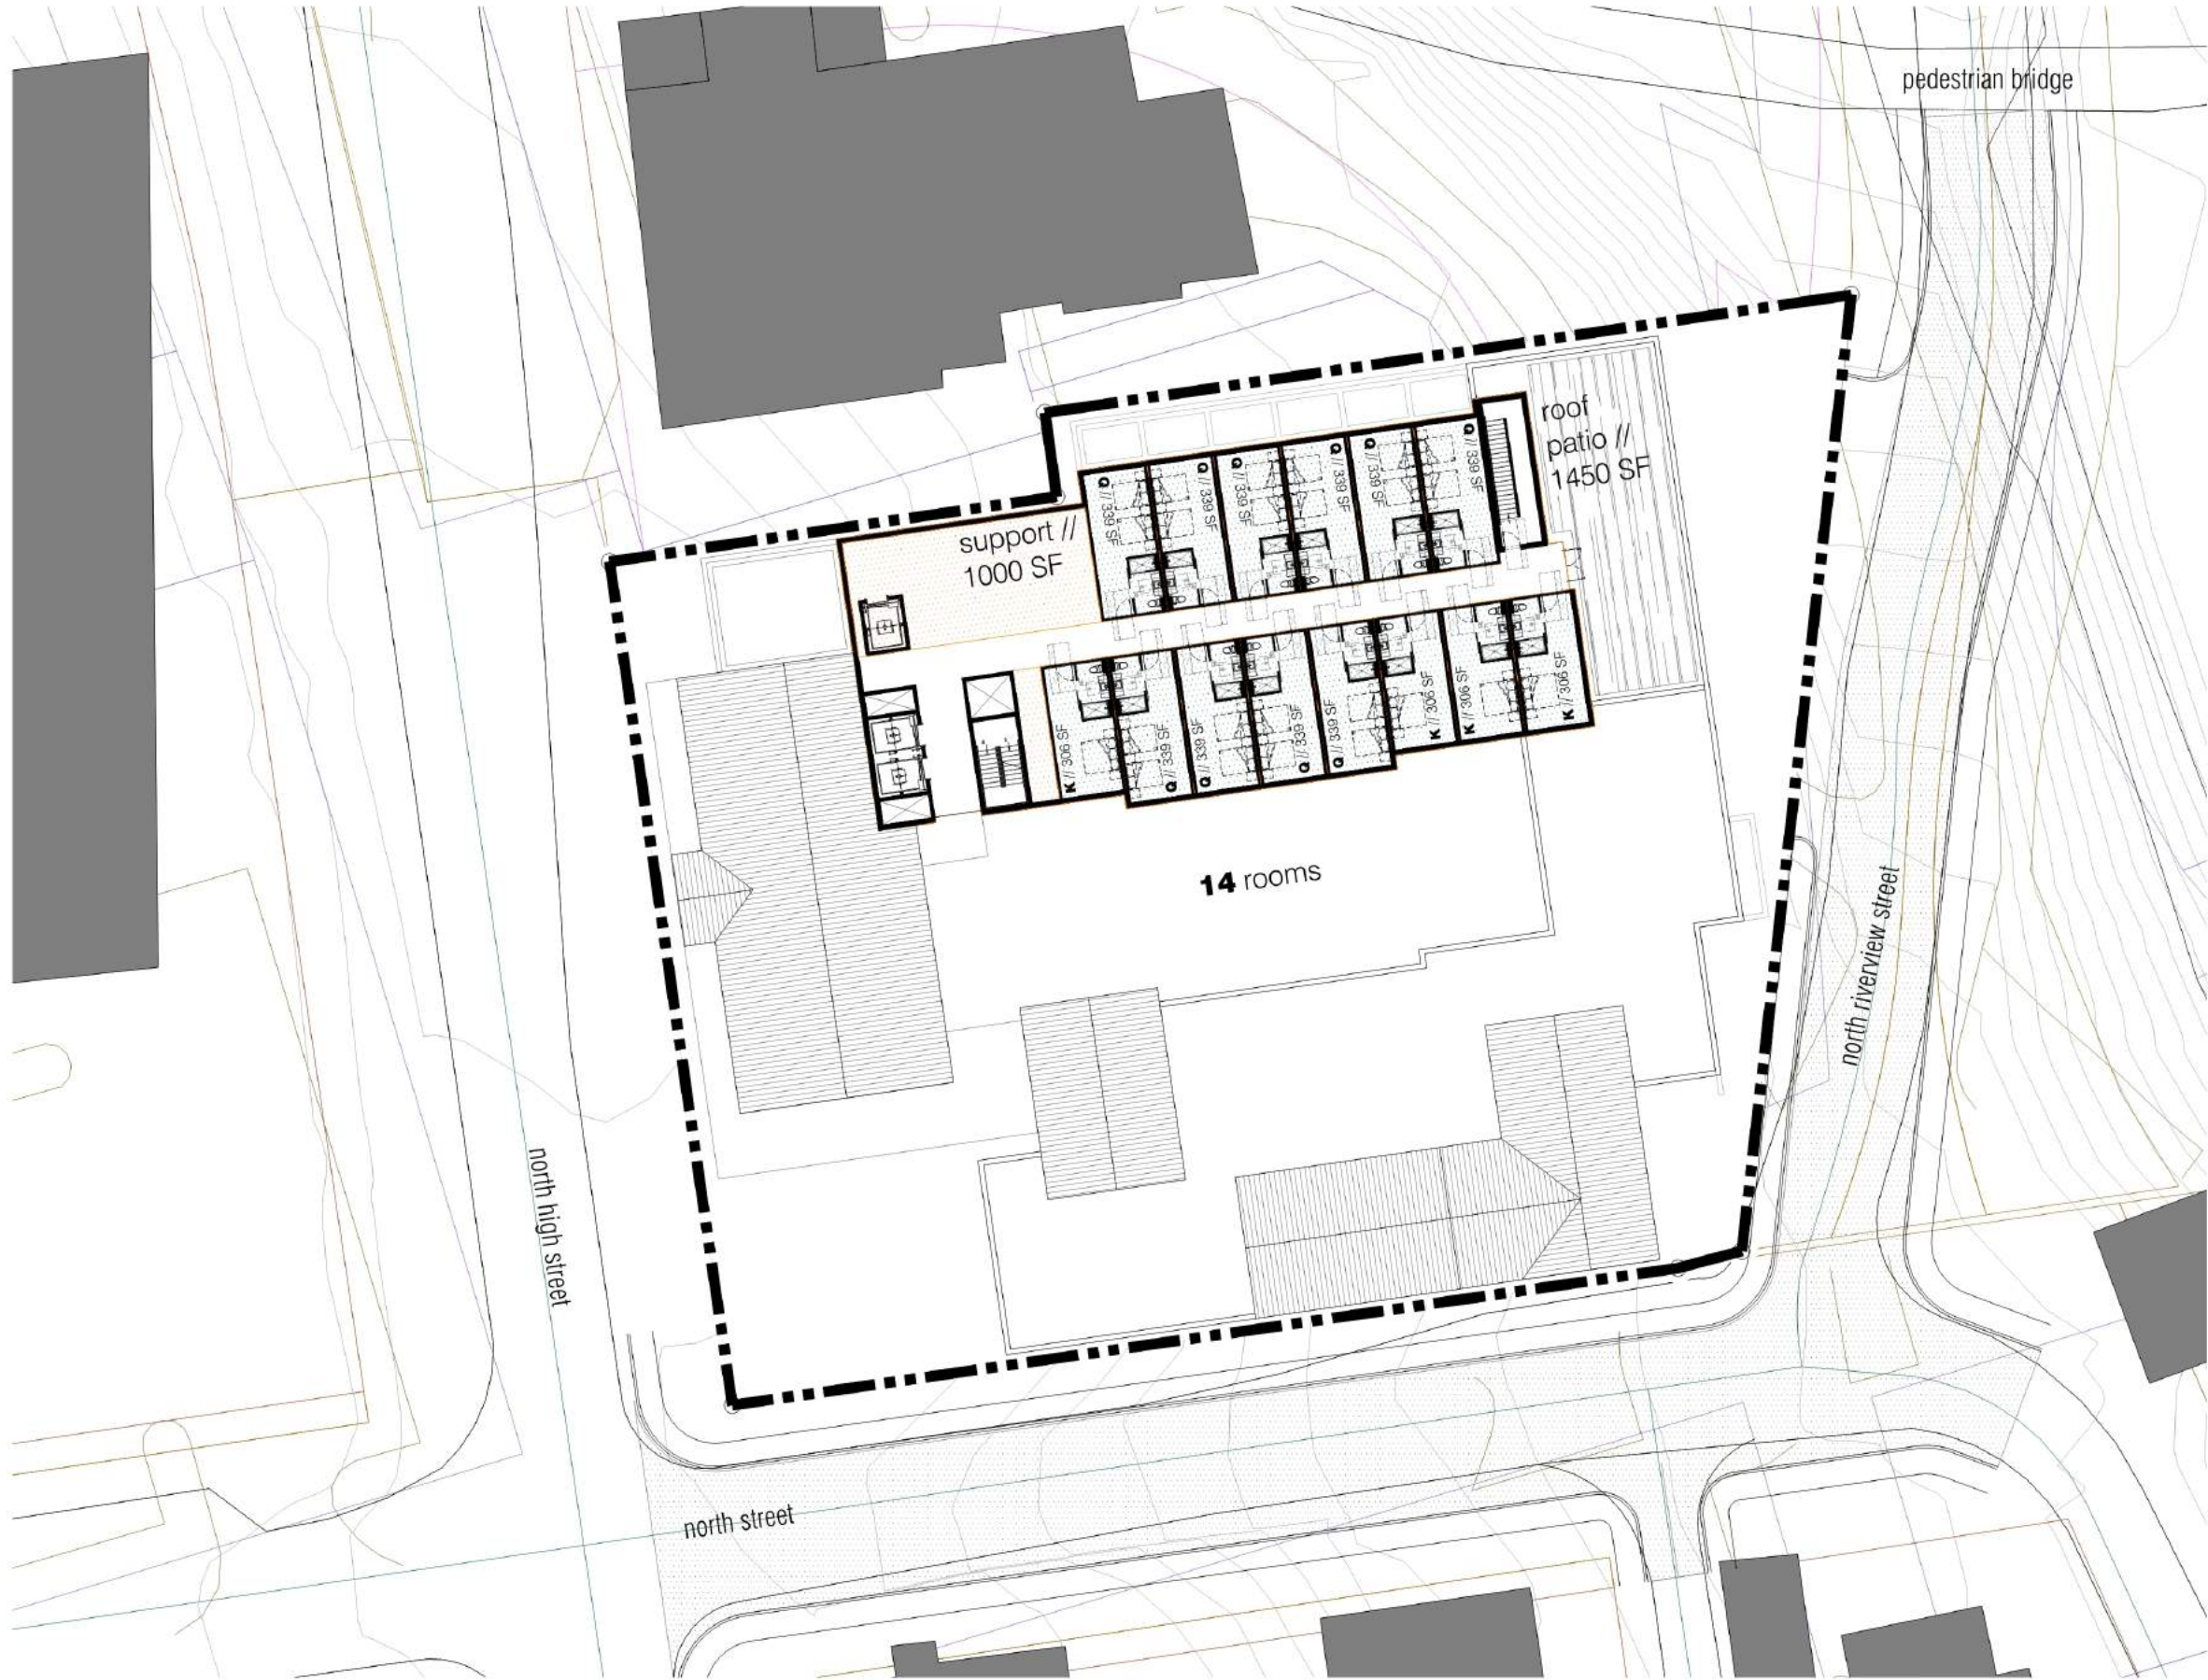 pedestrian bridge
roof
patio //
1450 SF
support //
1000 SF
Q // 339 SF
Q // 339 SF
Q // 339 SF
Q // 339 SF
Q // 339 SF
Q // 339 SF
K // 306 SF
Q // 339 SF
Q // 339 SF
Q // 339 SF
Q // 339 SF
K // 306 SF
K // 306 SF
K // 306 SF
14 rooms
north riverview street
north high street
north street